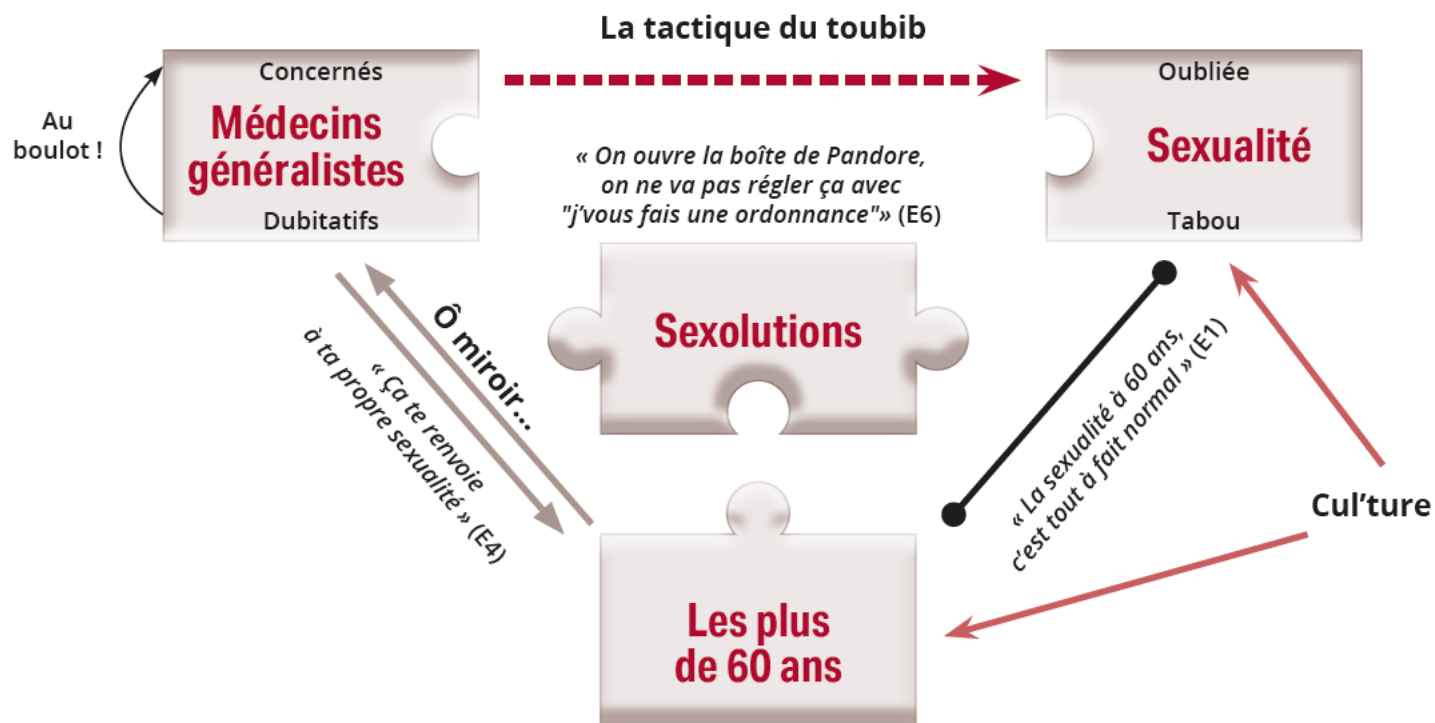 La tactique du toubib
Concernés
Médecins
généralistes
Dubitatifs
Au
boulot !
Oubliée
Sexualité
Tabou
« On ouvre la boîte de Pandore,
on ne va pas régler ça avec
"j'vous fais une ordonnance"» (E6)
Sexolutions
Ô miroir...
« Ça te renvoie
à ta propre sexualité » (E4)
« La sexualité à 60 ans,
c'est tout à fait normal » (E1)
Cul'ture
Les plus
de 60 ans